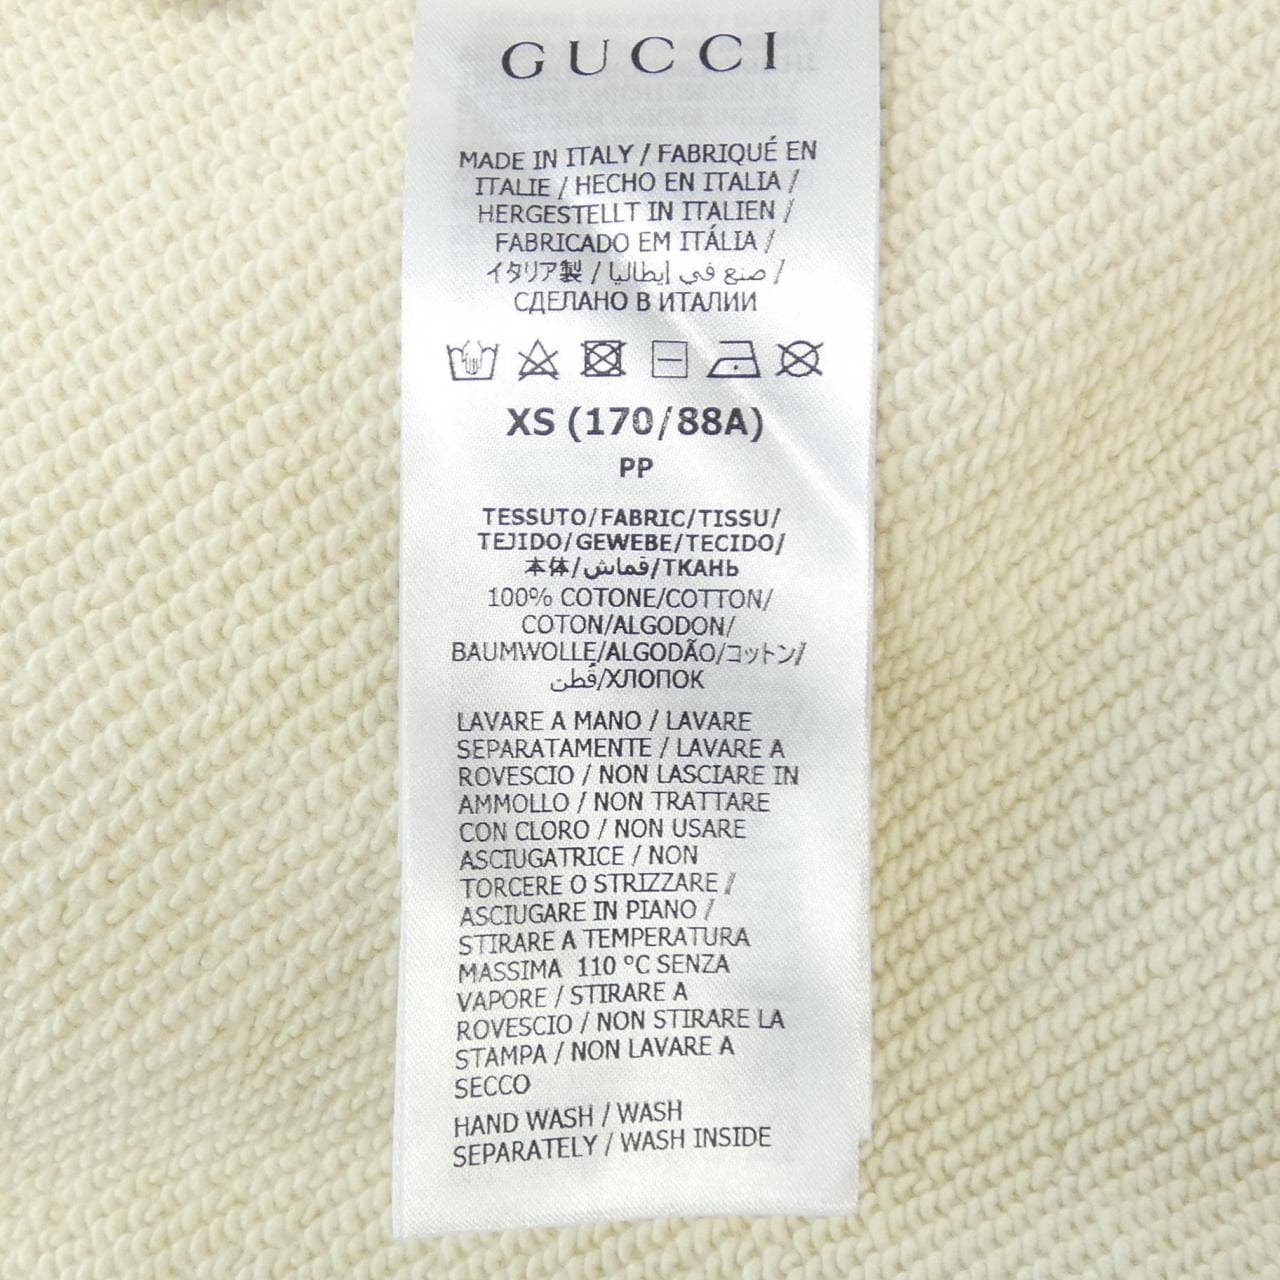 GUCCI
MADE IN ITALY / FABRIQUÉ EN
ITALIE / HECHO EN ITALIA /
HERGESTELLT IN ITALIEN /
FABRICADO EM ITÁLIA /
イタリア製 / صنع في إيطاليا /
СДЕЛАНО В ИТАЛИИ
XS (170/88A)
PP
TESSUTO/FABRIC/TISSU/
TEJIDO/GEWEBE/TECIDO/
本体/قماش/ТКАНЬ
100% COTONE/COTTON/
COTON/ALGODON/
BAUMWOLLE/ALGODÃO/コットン/
قطن/ХЛОПОК
LAVARE A MANO / LAVARE
SEPARATAMENTE / LAVARE A
ROVESCIO / NON LASCIARE IN
AMMOLLO / NON TRATTARE
CON CLORO / NON USARE
ASCIUGATRICE / NON
TORCERE O STRIZZARE /
ASCIUGARE IN PIANO /
STIRARE A TEMPERATURA
MASSIMA 110 °C SENZA
VAPORE / STIRARE A
ROVESCIO / NON STIRARE LA
STAMPA / NON LAVARE A
SECCO
HAND WASH / WASH
SEPARATELY / WASH INSIDE